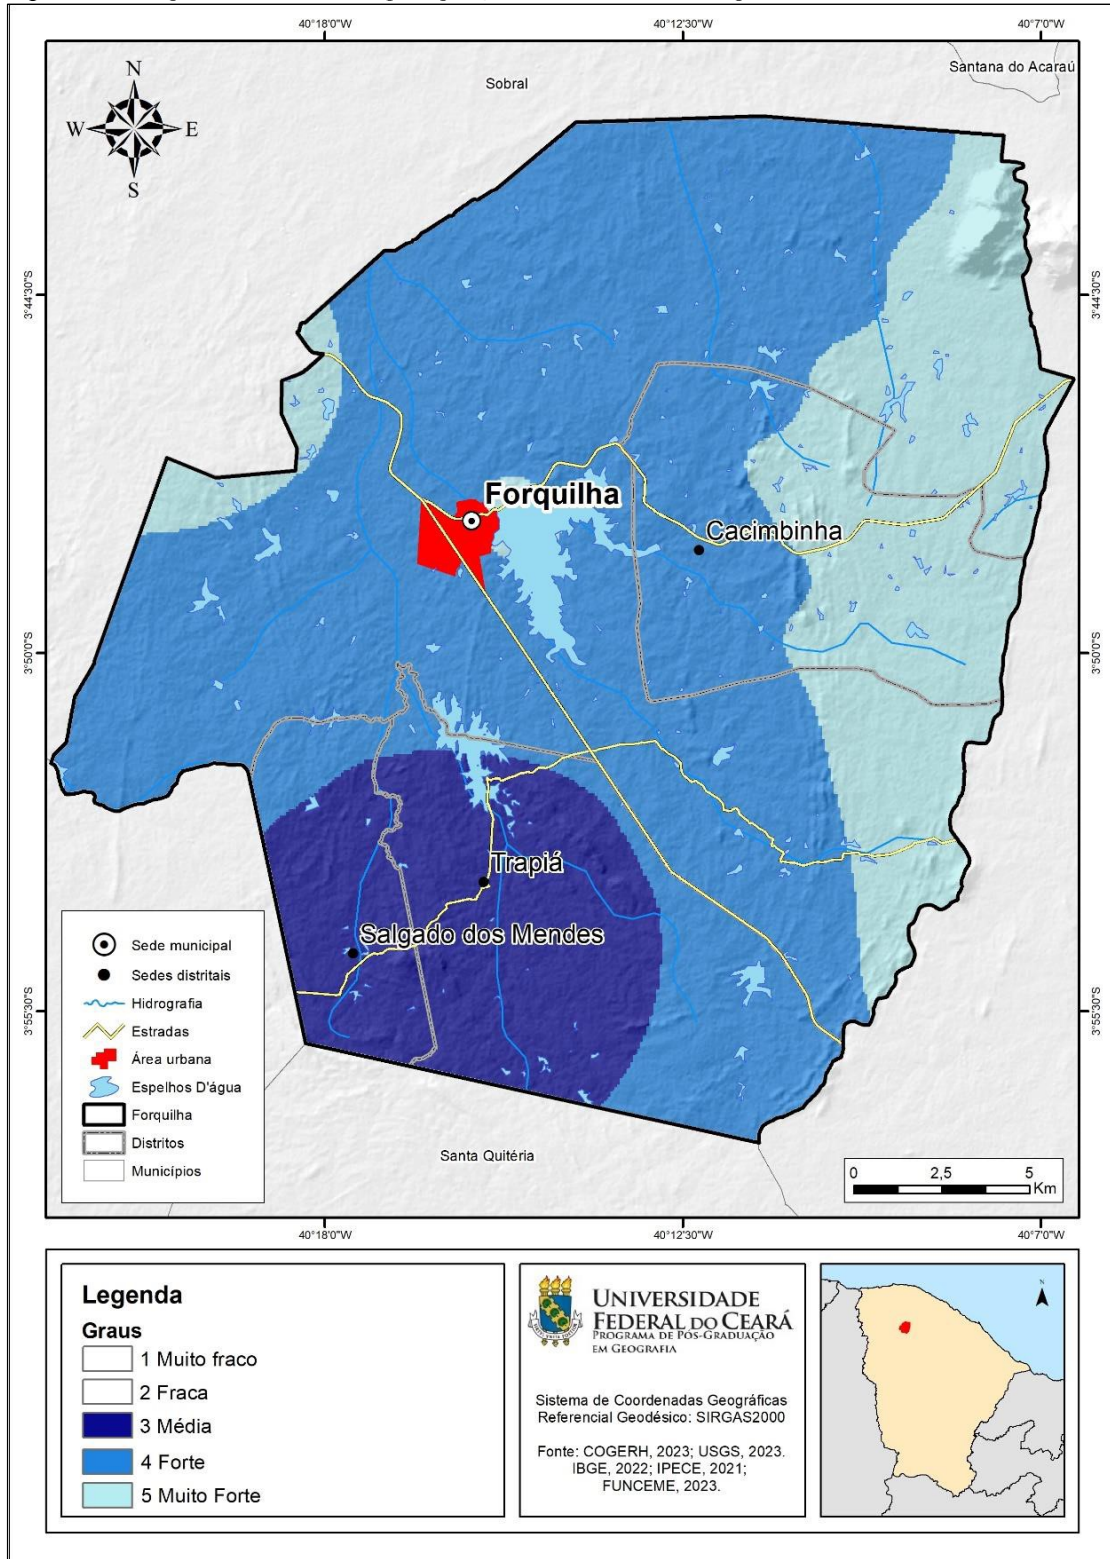 40°18'0"W
40°12'30"W
40°7'0"W
Santana do Acaraú
Sobral
N
W
E
S
3°44'30"S
3°44'30"S
Forquilha
Cacimbinha
3°50'0"S
3°50'0"S
Trapiá
Salgado dos Mendes
3°55'30"S
3°55'30"S
Sede municipal
Sedes distritais
Hidrografia
Estradas
Área urbana
Espelhos D'água
Forquilha
Distritos
Municípios
Santa Quitéria
0
2,5
5
Km
40°18'0"W
40°12'30"W
40°7'0"W
Legenda
Graus
1 Muito fraco
2 Fraca
3 Média
4 Forte
5 Muito Forte
UNIVERSIDADE
FEDERAL DO CEARÁ
PROGRAMA DE PÓS-GRADUAÇÃO
EM GEOGRAFIA
Sistema de Coordenadas Geográficas
Referencial Geodésico: SIRGAS2000
Fonte: COGERH, 2023; USGS, 2023.
IBGE, 2022; IPECE, 2021;
FUNCEME, 2023.
N